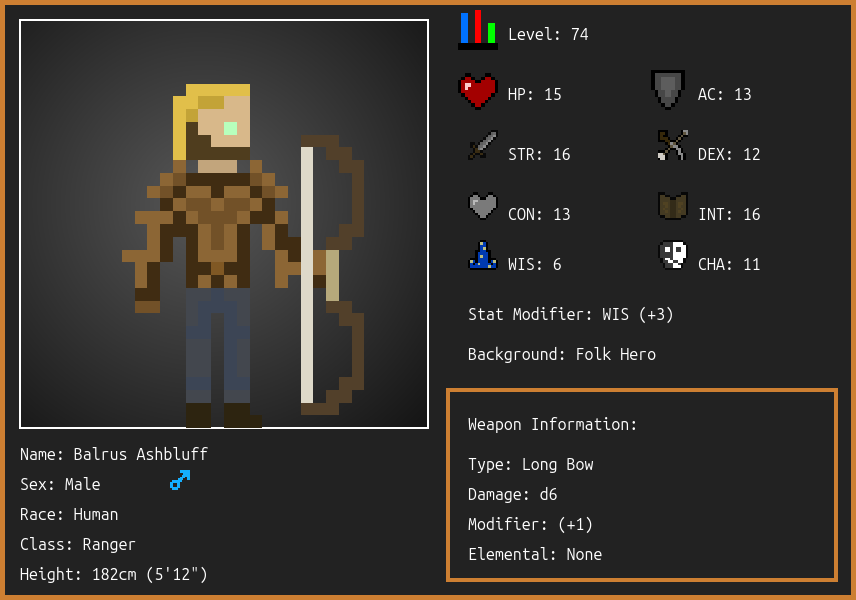 Level: 74
HP: 15
AC: 13
STR: 16
DEX: 12
CON: 13
INT: 16
WIS: 6
CHA: 11
Stat Modifier: WIS (+3)
Background: Folk Hero
Weapon Information:
Type: Long Bow
Damage: d6
Modifier: (+1)
Elemental: None
Name: Balrus Ashbluff
Sex: Male
Race: Human
Class: Ranger
Height: 182cm (5'12")